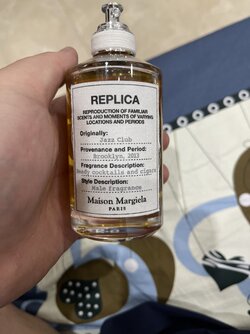 REPLICA
REPRODUCTION OF FAMILIAR
SCENTS AND MOMENTS OF VARYING
LOCATIONS AND PERIODS
Originally:
Jazz Club
Provenance and Period:
Brooklyn, 2013
Fragrance Description:
Heady cocktails and cigars
Style Description:
Male fragrance
Maison Margiela
PARIS